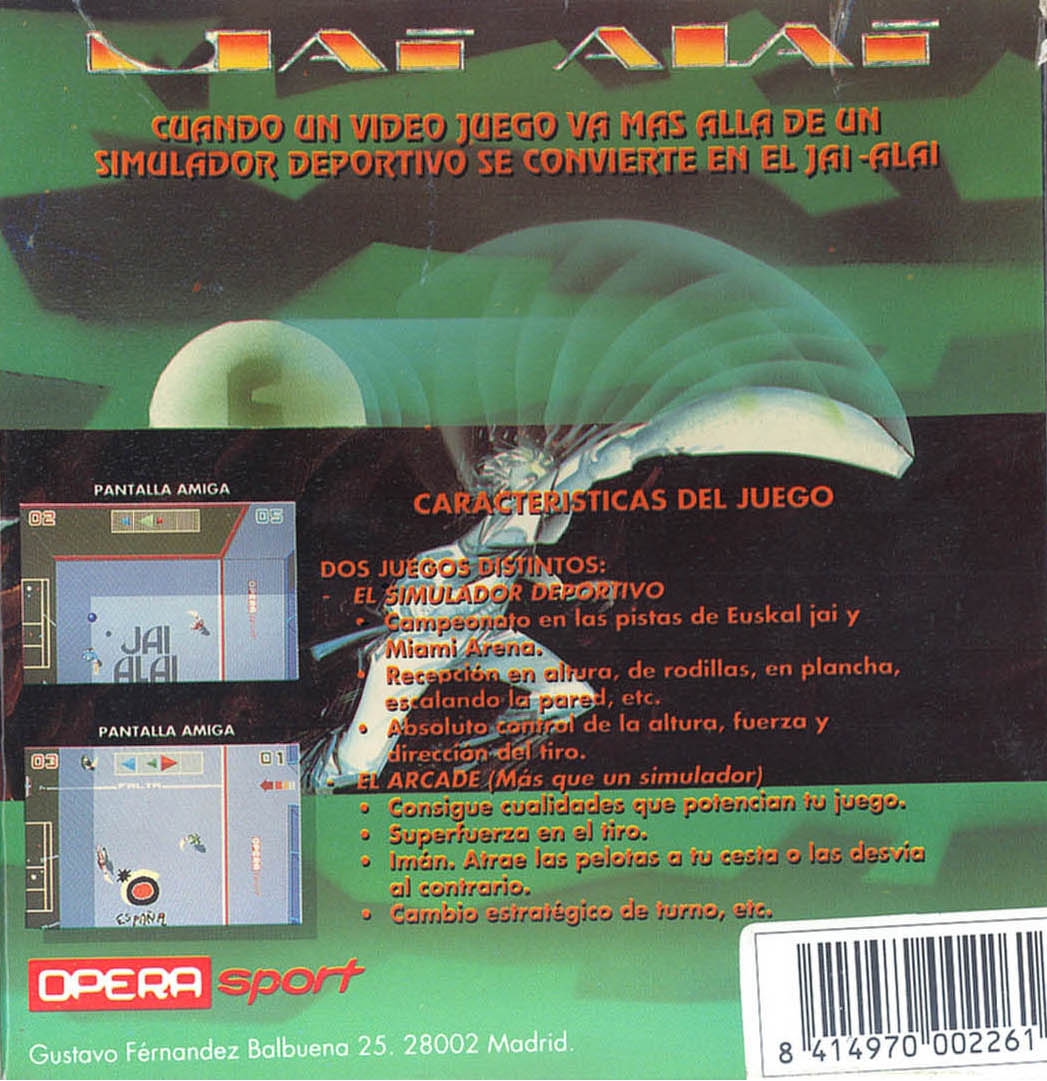 JAI ALAI
CUANDO UN VIDEO JUEGO VA MAS ALLA DE UN
SIMULADOR DEPORTIVO SE CONVIERTE EN EL JAI -ALAI
PANTALLA AMIGA
02
05
OPERA
JAI
ALAI
PANTALLA AMIGA
03
01
FALTA
OPERA
ESPAÑA
CARACTERISTICAS DEL JUEGO
DOS JUEGOS DISTINTOS:
- EL SIMULADOR DEPORTIVO
• Campeonato en las pistas de Euskal jai y
Miami Arena.
• Recepción en altura, de rodillas, en plancha,
escalando la pared, etc.
• Absoluto control de la altura, fuerza y
dirección del tiro.
- EL ARCADE (Más que un simulador)
• Consigue cualidades que potencian tu juego.
• Superfuerza en el tiro.
• Imán. Atrae las pelotas a tu cesta o las desvia
al contrario.
• Cambio estratégico de turno, etc.
OPERA sport
Gustavo Férnandez Balbuena 25. 28002 Madrid.
8 414970 002261